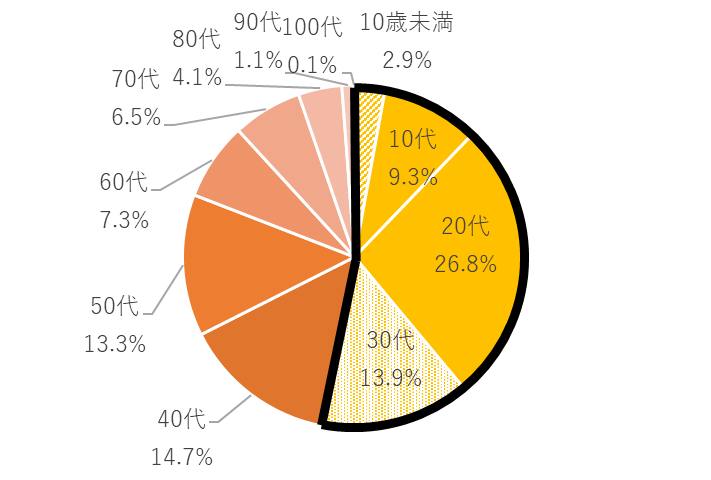 10歳未満
2.9%
10代
9.3%
20代
26.8%
30代
13.9%
40代
14.7%
50代
13.3%
60代
7.3%
70代
6.5%
80代
4.1%
90代
1.1%
100代
0.1%